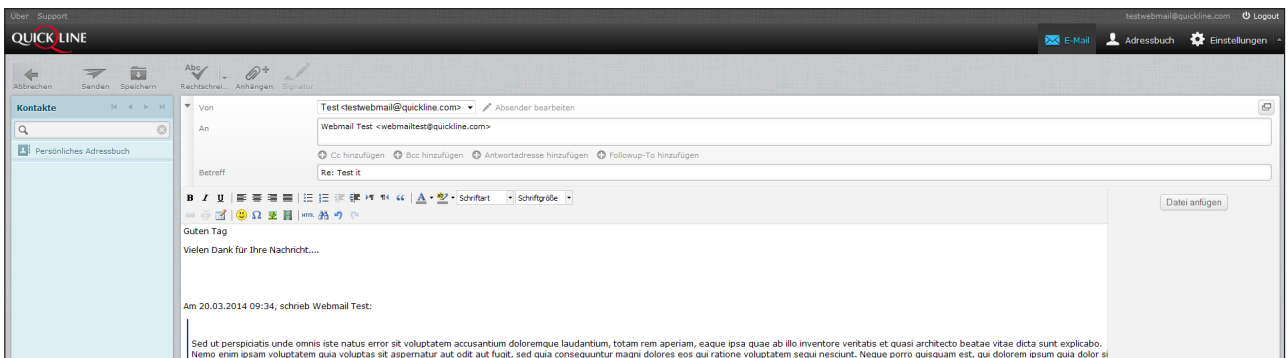 Über Support testwebmail@quickline.com Logout
QUICKLINE E-Mail Adressbuch Einstellungen
Abbrechen Senden Speichern Rechtschrei... Anhängen Signatur
Kontakte
Persönliches Adressbuch
Von Test<testwebmail@quickline.com> Absender bearbeiten
An Webmail Test <webmailtest@quickline.com>
Cc hinzufügen Bcc hinzufügen Antwortadresse hinzufügen Followup-To hinzufügen
Betreff Re: Test it
B I U A Schriftart Schriftgröße Datei anfügen
Ω HTML
Guten Tag
Vielen Dank für Ihre Nachricht....
Am 20.03.2014 09:34, schrieb Webmail Test:
Sed ut perspiciatis unde omnis iste natus error sit voluptatem accusantium doloremque laudantium, totam rem aperiam, eaque ipsa quae ab illo inventore veritatis et quasi architecto beatae vitae dicta sunt explicabo.
Nemo enim ipsam voluptatem quia voluptas sit aspernatur aut odit aut fugit, sed quia consequuntur magni dolores eos qui ratione voluptatem sequi nesciunt. Neque porro quisquam est, qui dolorem ipsum quia dolor si